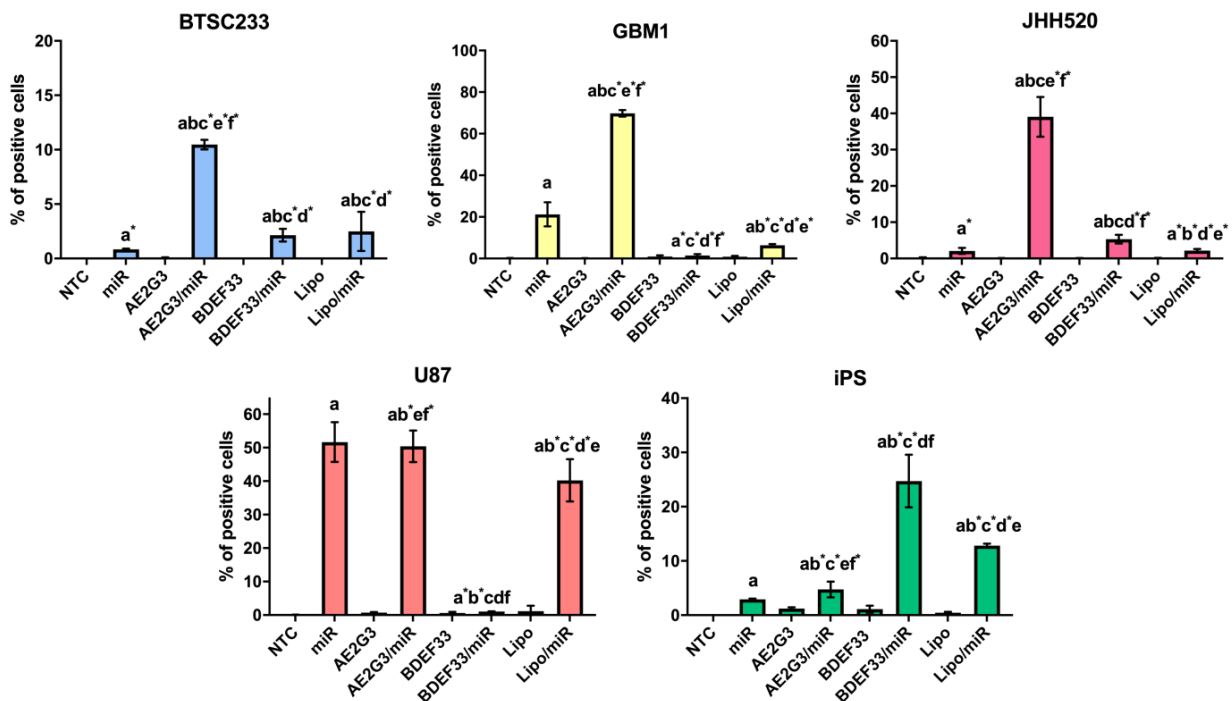 BTSC233
% of positive cells
20
15
10
5
0
a*
abc*e*f*
abc*d*
abc*d*
NTC
miR
AE2G3
AE2G3/miR
BDEF33
BDEF33/miR
Lipo
Lipo/miR
GBM1
% of positive cells
100
80
60
40
20
0
a
abc*e*f*
a*c*d*f*
ab*c*d*e*
NTC
miR
AE2G3
AE2G3/miR
BDEF33
BDEF33/miR
Lipo
Lipo/miR
JHH520
% of positive cells
60
50
40
30
20
10
0
a*
abce*f*
abcd*f*
a*b*d*e*
NTC
miR
AE2G3
AE2G3/miR
BDEF33
BDEF33/miR
Lipo
Lipo/miR
U87
% of positive cells
60
50
40
30
20
10
0
a
ab*ef*
a*b*cdf
ab*c*d*e
NTC
miR
AE2G3
AE2G3/miR
BDEF33
BDEF33/miR
Lipo
Lipo/miR
iPS
% of positive cells
40
30
20
10
0
a
ab*c*ef*
ab*c*df
ab*c*d*e
NTC
miR
AE2G3
AE2G3/miR
BDEF33
BDEF33/miR
Lipo
Lipo/miR